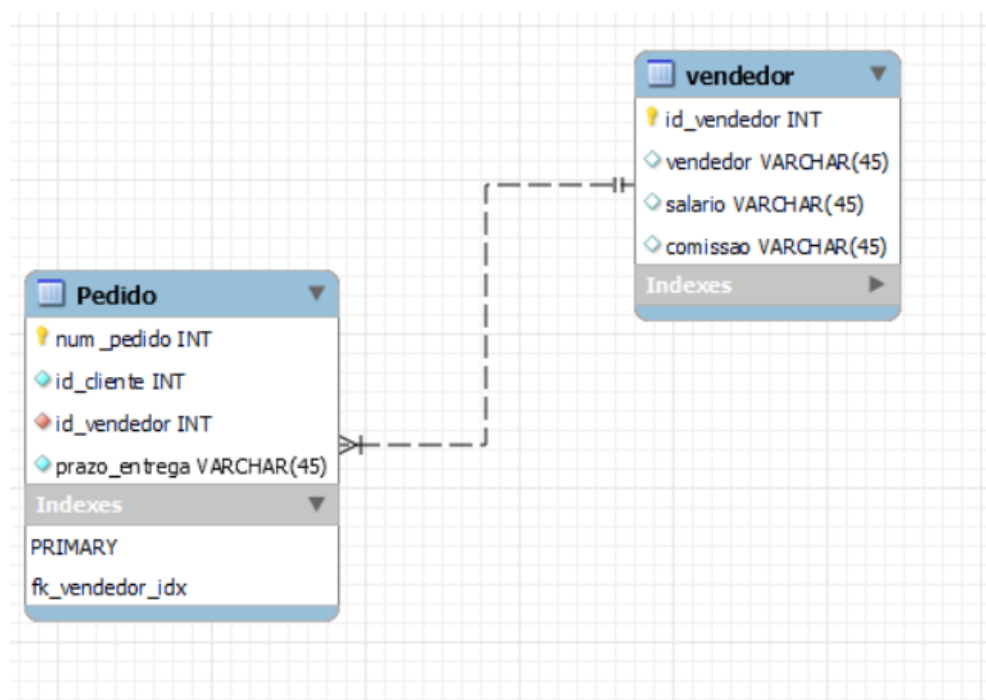 vendedor
id_vendedor INT
vendedor VARCHAR(45)
salario VARCHAR(45)
comissao VARCHAR(45)
Indexes
Pedido
num _pedido INT
id_cliente INT
id_vendedor INT
prazo_entrega VARCHAR(45)
Indexes
PRIMARY
fk_vendedor_idx